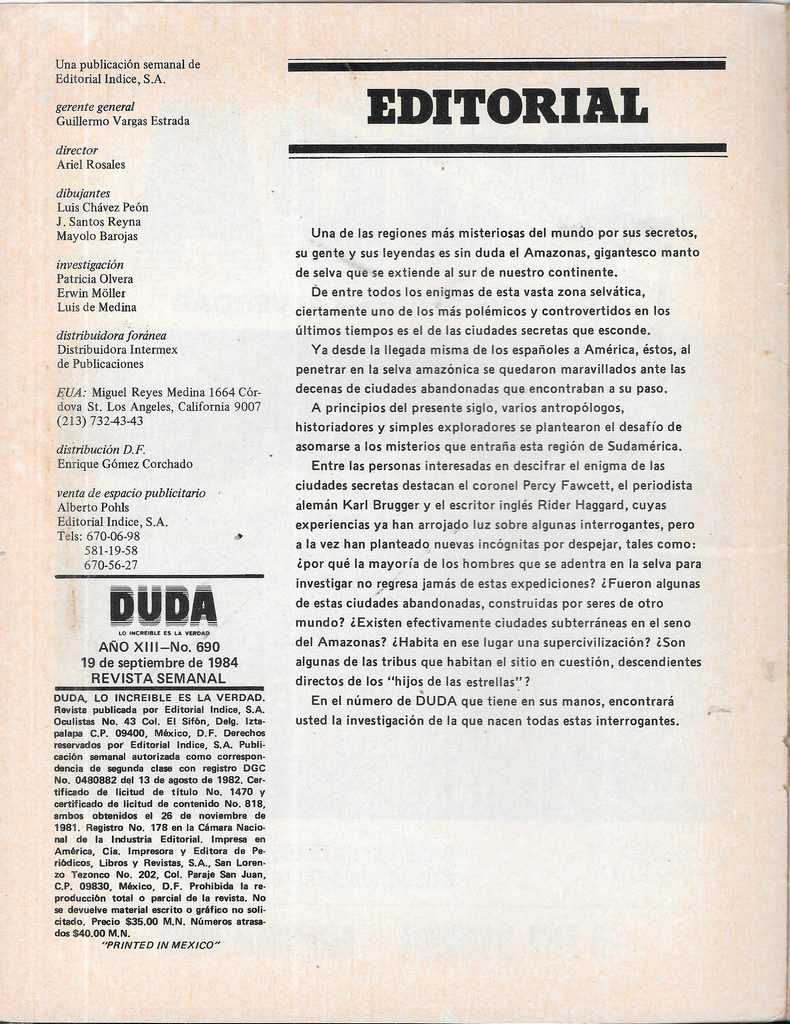 Una publicación semanal de
Editorial Indice, S.A.
gerente general
Guillermo Vargas Estrada
director
Ariel Rosales
dibujantes
Luis Chávez Peón
J. Santos Reyna
Mayolo Barojas
investigación
Patricia Olvera
Erwin Möller
Luis de Medina
distribuidora foránea
Distribuidora Intermex
de Publicaciones
EUA: Miguel Reyes Medina 1664 Cór-
dova St. Los Angeles, California 9007
(213) 732-43-43
distribución D.F.
Enrique Gómez Corchado
venta de espacio publicitario
Alberto Pohls
Editorial Indice, S.A.
Tels: 670-06-98
581-19-58
670-56-27
DUDA
LO INCREIBLE ES LA VERDAD
AÑO XIII—No. 690
19 de septiembre de 1984
REVISTA SEMANAL
DUDA, LO INCREIBLE ES LA VERDAD.
Revista publicada por Editorial Indice, S.A.
Oculistas No. 43 Col. El Sifón, Delg. Izta-
palapa C.P. 09400, México, D.F. Derechos
reservados por Editorial Indice, S.A. Publi-
cación semanal autorizada como correspon-
dencia de segunda clase con registro DGC
No. 0480882 del 13 de agosto de 1982. Cer-
tificado de licitud de título No. 1470 y
certificado de licitud de contenido No. 818,
ambos obtenidos el 26 de noviembre de
1981. Registro No. 178 en la Cámara Nacio-
nal de la Industria Editorial. Impresa en
América, Cía. Impresora y Editora de Pe-
riódicos, Libros y Revistas, S.A., San Loren-
zo Tezonco No. 202, Col. Paraje San Juan,
C.P. 09830, México, D.F. Prohibida la re-
producción total o parcial de la revista. No
se devuelve material escrito o gráfico no soli-
citado. Precio $35.00 M.N. Números atrasa-
dos $40.00 M.N.
"PRINTED IN MEXICO"
EDITORIAL
Una de las regiones más misteriosas del mundo por sus secretos,
su gente y sus leyendas es sin duda el Amazonas, gigantesco manto
de selva que se extiende al sur de nuestro continente.
De entre todos los enigmas de esta vasta zona selvática,
ciertamente uno de los más polémicos y controvertidos en los
últimos tiempos es el de las ciudades secretas que esconde.
Ya desde la llegada misma de los españoles a América, éstos, al
penetrar en la selva amazónica se quedaron maravillados ante las
decenas de ciudades abandonadas que encontraban a su paso.
A principios del presente siglo, varios antropólogos,
historiadores y simples exploradores se plantearon el desafío de
asomarse a los misterios que entraña esta región de Sudamérica.
Entre las personas interesadas en descifrar el enigma de las
ciudades secretas destacan el coronel Percy Fawcett, el periodista
alemán Karl Brugger y el escritor inglés Rider Haggard, cuyas
experiencias ya han arrojado luz sobre algunas interrogantes, pero
a la vez han planteado nuevas incógnitas por despejar, tales como:
¿por qué la mayoría de los hombres que se adentra en la selva para
investigar no regresa jamás de estas expediciones? ¿Fueron algunas
de estas ciudades abandonadas, construidas por seres de otro
mundo? ¿Existen efectivamente ciudades subterráneas en el seno
del Amazonas? ¿Habita en ese lugar una supercivilización? ¿Son
algunas de las tribus que habitan el sitio en cuestión, descendientes
directos de los "hijos de las estrellas"?
En el número de DUDA que tiene en sus manos, encontrará
usted la investigación de la que nacen todas estas interrogantes.